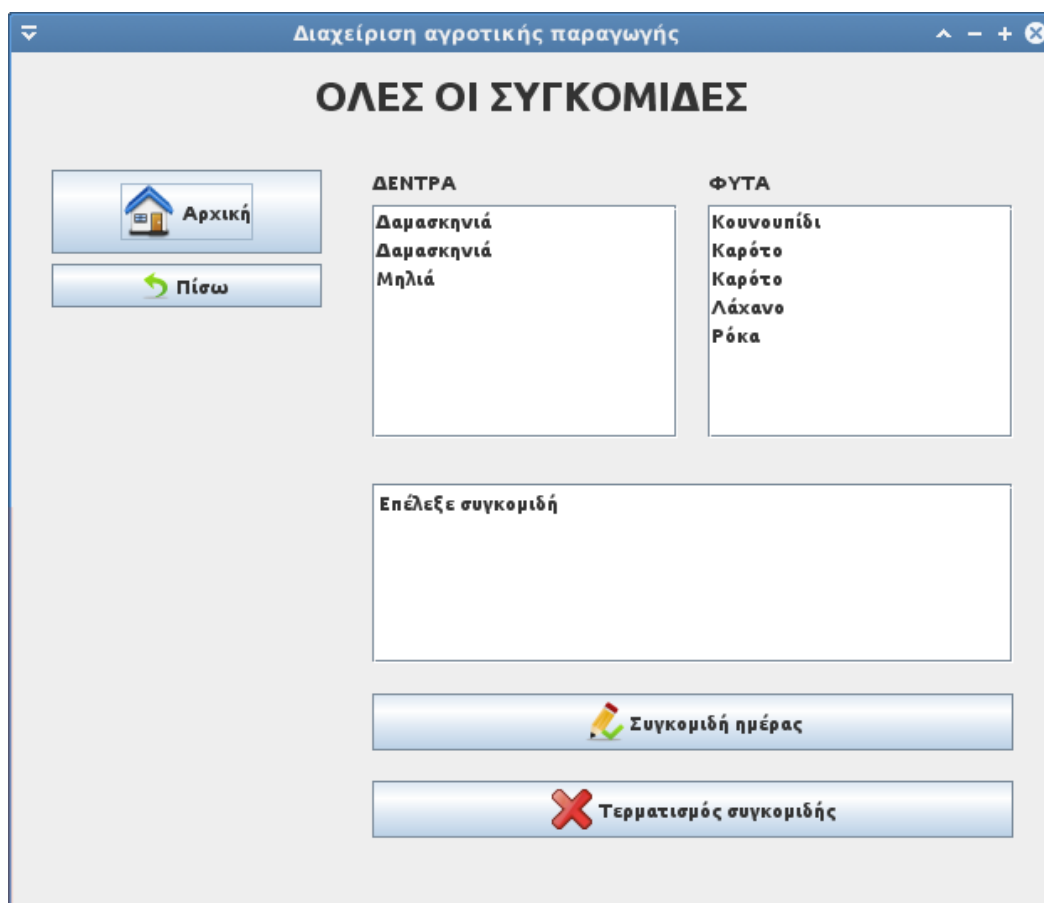 Διαχείριση αγροτικής παραγωγής
ΟΛΕΣ ΟΙ ΣΥΓΚΟΜΙΔΕΣ
Αρχική
Πίσω
ΔΕΝΤΡΑ
Δαμασκηνιά
Δαμασκηνιά
Μηλιά
ΦΥΤΑ
Κουνουπίδι
Καρότο
Καρότο
Λάχανο
Ρόκα
Επέλεξε συγκομιδή
Συγκομιδή ημέρας
Τερματισμός συγκομιδής